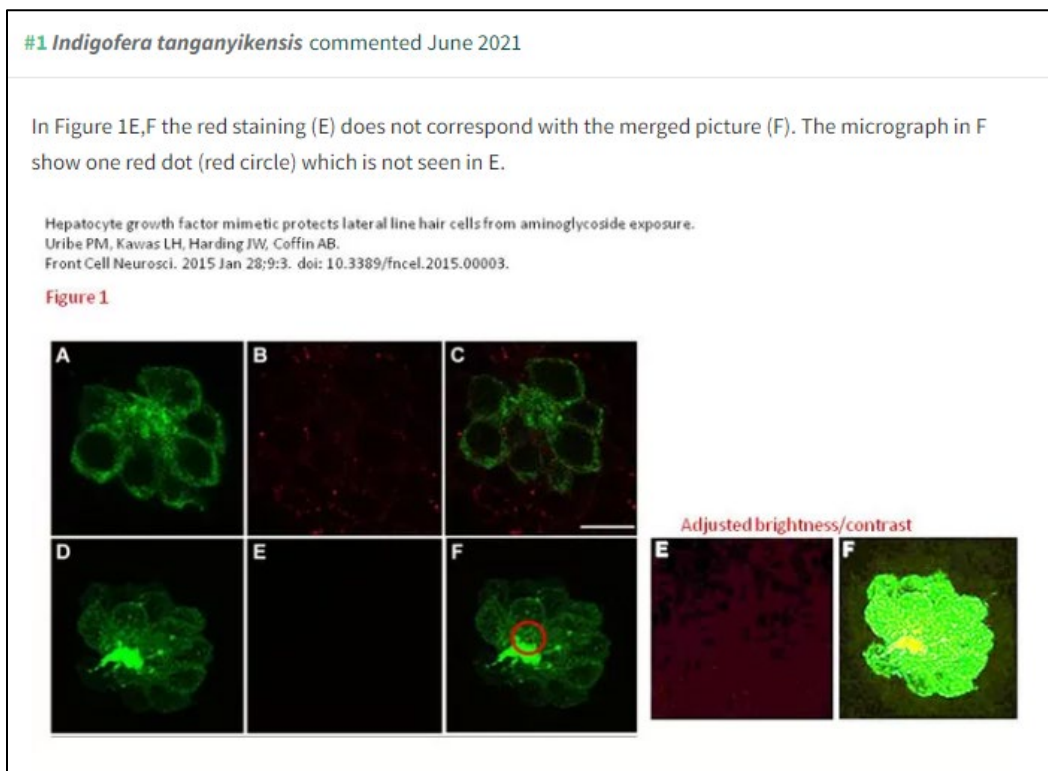 #1 Indigofera tanganyikensis commented June 2021
In Figure 1E,F the red staining (E) does not correspond with the merged picture (F). The micrograph in F
show one red dot (red circle) which is not seen in E.
Hepatocyte growth factor mimetic protects lateral line hair cells from aminoglycoside exposure.
Uribe PM, Kawas LH, Harding JW, Coffin AB.
Front Cell Neurosci. 2015 Jan 28;9:3. doi: 10.3389/fncel.2015.00003.
Figure 1
A B C
Adjusted brightness/contrast
D E F E F